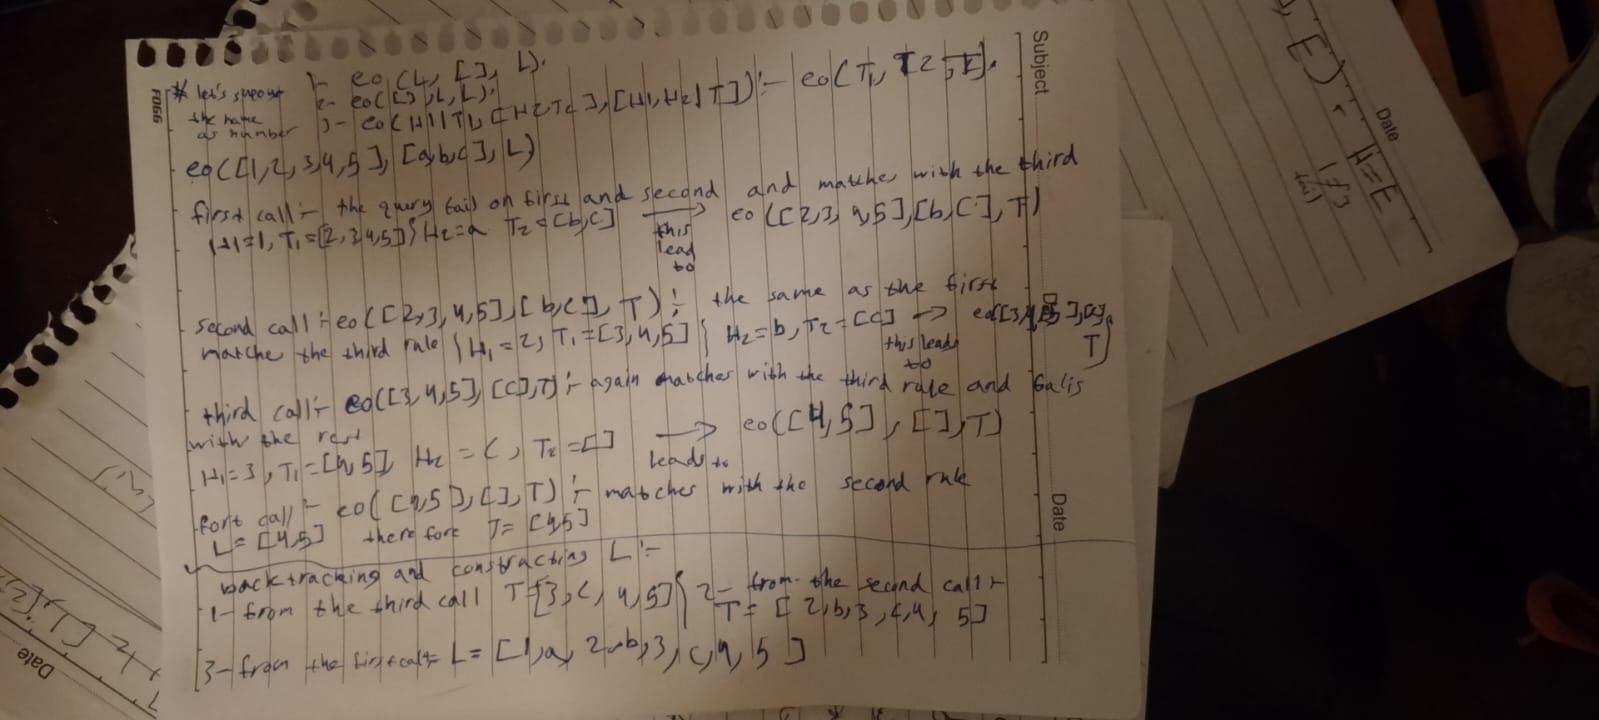 Subject
Date
F066
* let's suppose the name as number
1- eo(L, [], L).
2- eo([], L, L).
3- eo(H1|T1, [H2,T2], [H1,H2|T]) :- eo(T1, T2, T).
eo([1,2,3,4,5], [a,b,c], L)
first call:- the query fails on first and second and matches with the third
H1=1, T1=[2,3,4,5] } H2=a T2=[b,c] → this lead to eo([2,3,4,5],[b,c],T)
second call:- eo([2,3,4,5],[b,c],T) :- the same as the first
matche the third rule { H1=2, T1=[3,4,5] { H2=b, T2=[c] → this leads to eo([3,4,5],[c], T)
third call:- eo([3,4,5],[c],T) :- again matches with the third rule and falis
with the rest
H1=3, T1=[4,5], H2=c, T2=[] → leads to eo([4,5],[],T)
fort call:- eo([4,5],[],T) :- matches with the second rule
L=[4,5] therefore T=[4,5]
backtracking and constracting L:-
1-from the third call T=[3,c,4,5] { 2- from the second call:-
T=[2,b,3,c,4,5]
3-from the first call:- L=[1,a,2,b,3,c,4,5]
Date
Date
E)
H=E
1≠3
fail
Date